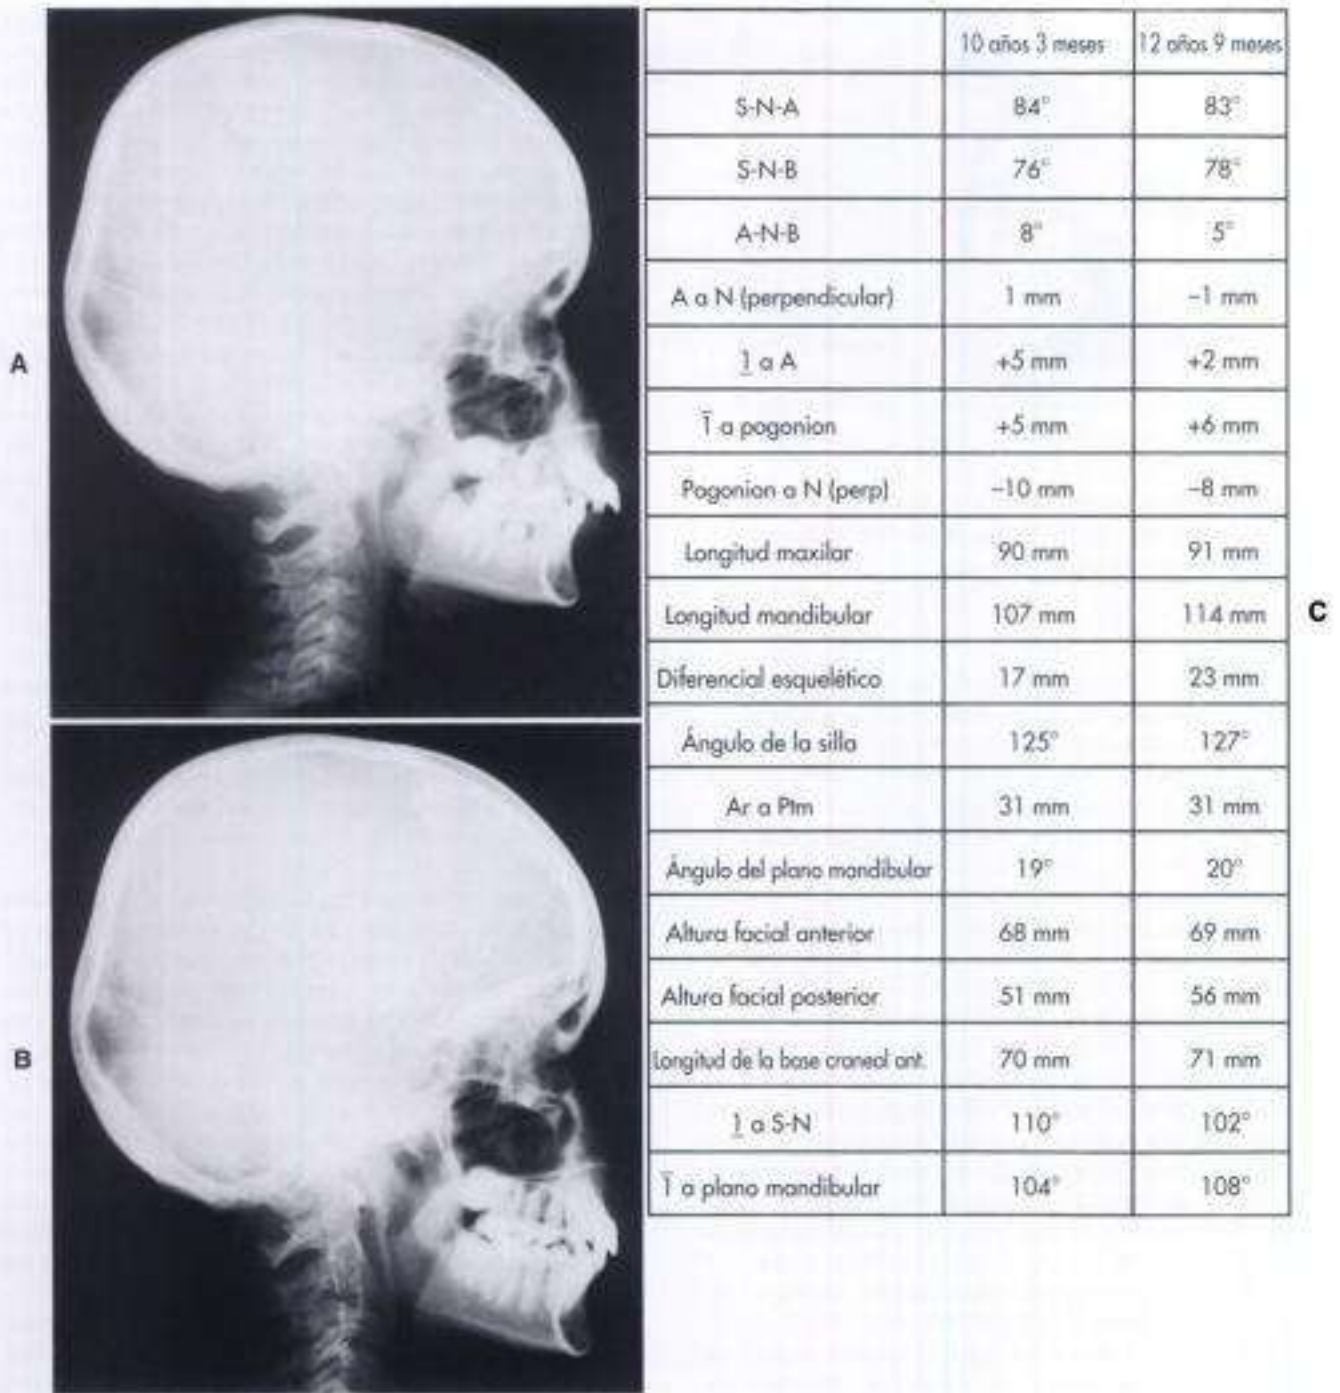 A
B
C
10 años 3 meses 12 años 9 meses
S-N-A 84° 83°
S-N-B 76° 78°
A-N-B 8° 5°
A a N (perpendicular) 1 mm –1 mm
1 a A +5 mm +2 mm
1 a pogonion +5 mm +6 mm
Pogonion a N (perp) –10 mm –8 mm
Longitud maxilar 90 mm 91 mm
Longitud mandibular 107 mm 114 mm
Diferencial esquelético 17 mm 23 mm
Ángulo de la silla 125° 127°
Ar a Ptm 31 mm 31 mm
Ángulo del plano mandibular 19° 20°
Altura facial anterior 68 mm 69 mm
Altura facial posterior 51 mm 56 mm
Longitud de la base craneal ant. 70 mm 71 mm
1 a S-N 110° 102°
1 a plano mandibular 104° 108°